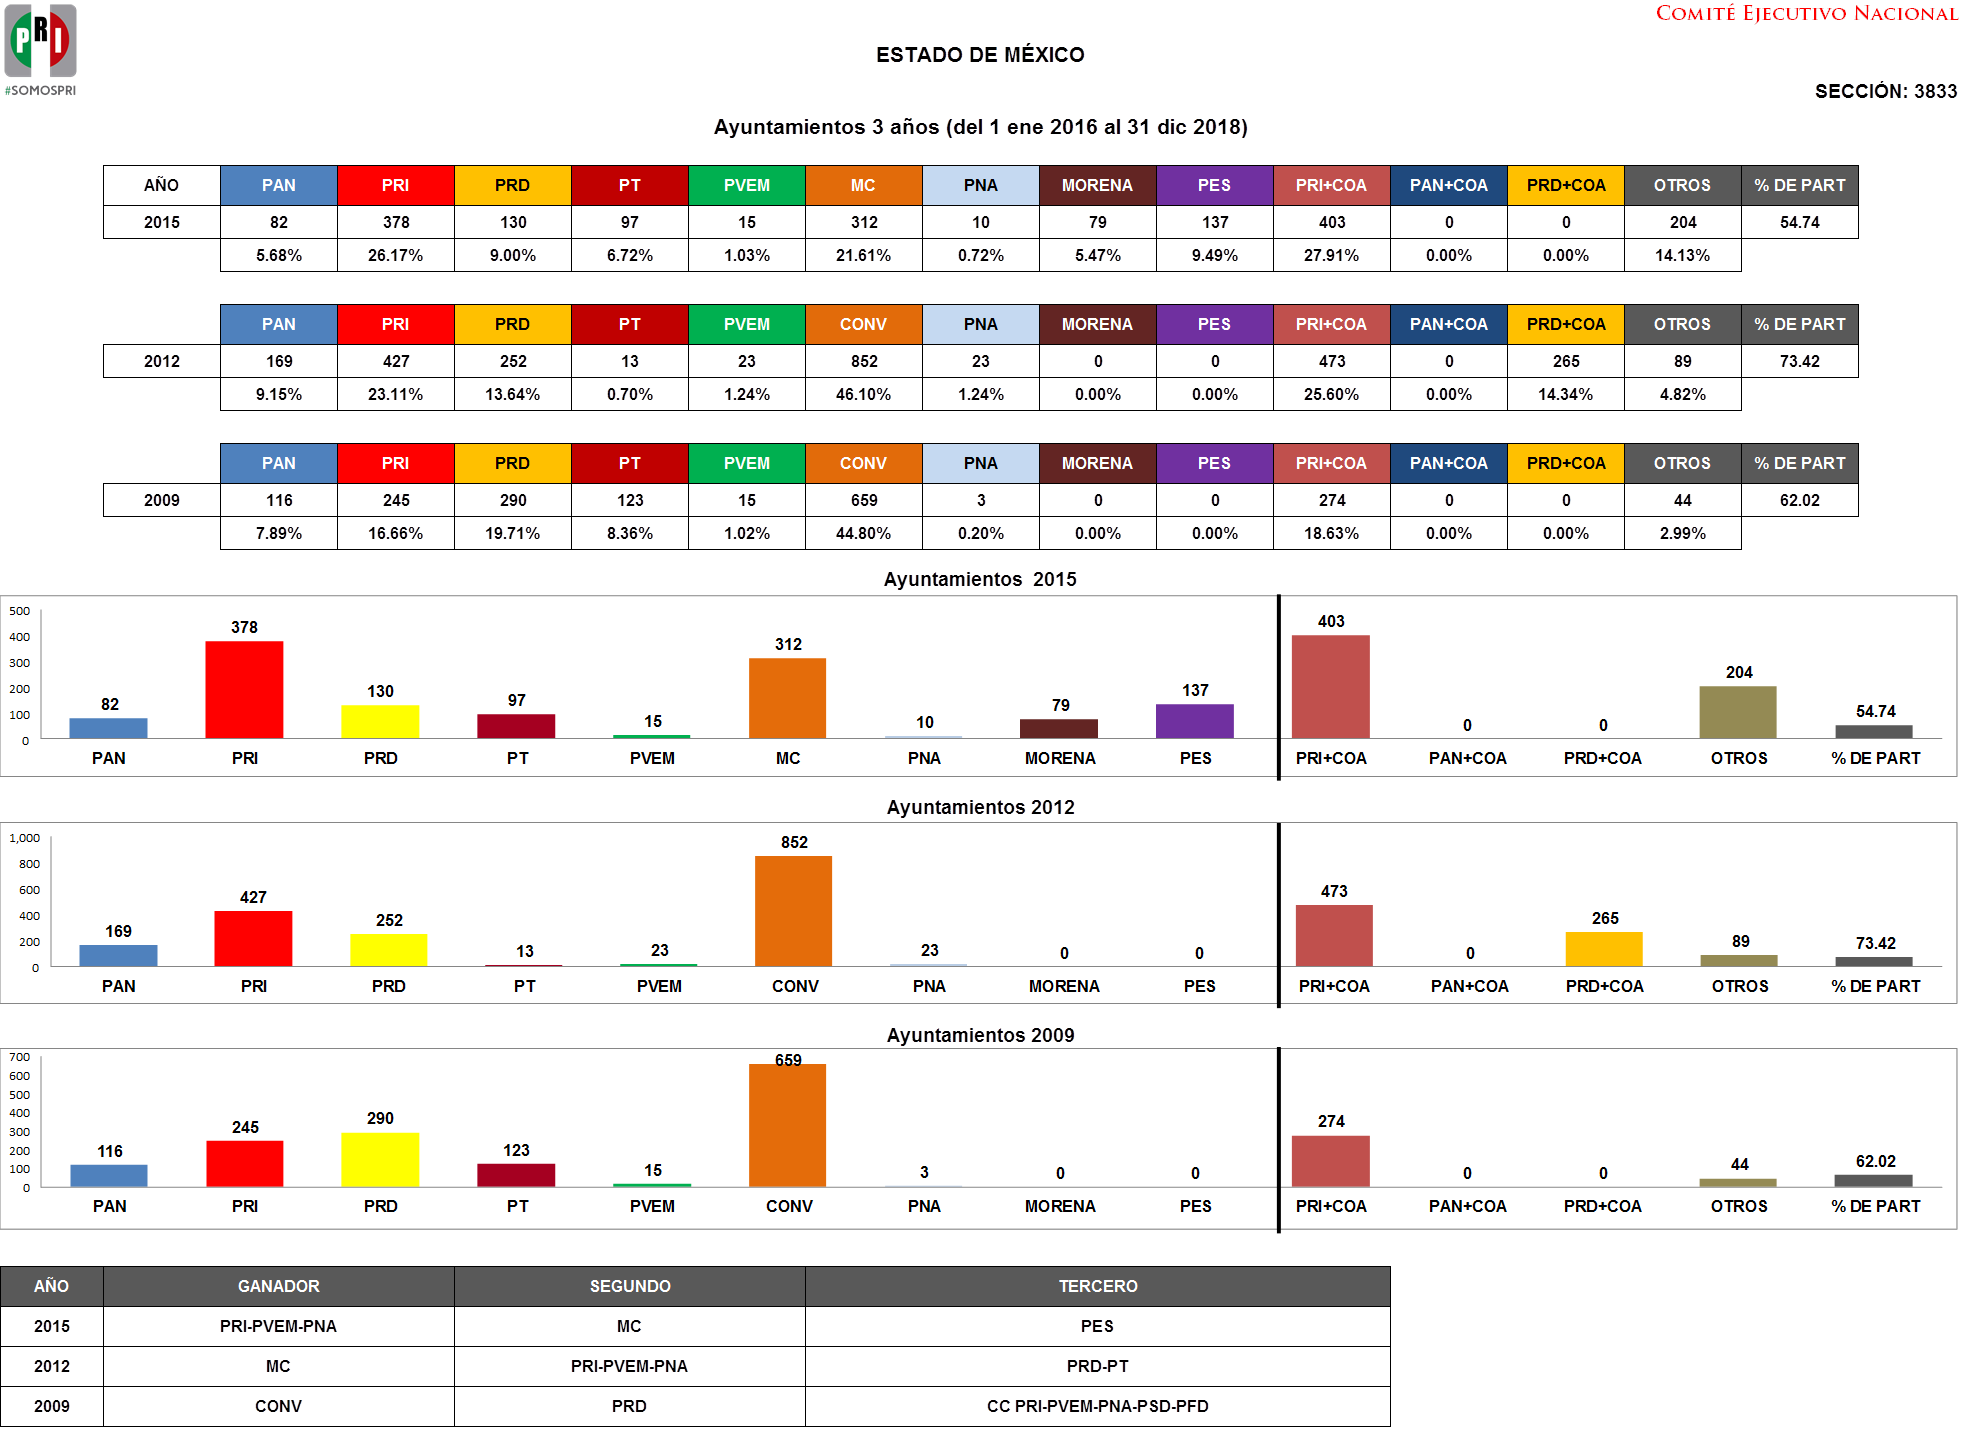 PRI
#SOMOSPRI
COMITÉ EJECUTIVO NACIONAL
ESTADO DE MÉXICO
SECCIÓN: 3833
Ayuntamientos 3 años (del 1 ene 2016 al 31 dic 2018)
AÑO PAN PRI PRD PT PVEM MC PNA MORENA PES PRI+COA PAN+COA PRD+COA OTROS % DE PART
2015 82 378 130 97 15 312 10 79 137 403 0 0 204 54.74
5.68% 26.17% 9.00% 6.72% 1.03% 21.61% 0.72% 5.47% 9.49% 27.91% 0.00% 0.00% 14.13%
PAN PRI PRD PT PVEM CONV PNA MORENA PES PRI+COA PAN+COA PRD+COA OTROS % DE PART
2012 169 427 252 13 23 852 23 0 0 473 0 265 89 73.42
9.15% 23.11% 13.64% 0.70% 1.24% 46.10% 1.24% 0.00% 0.00% 25.60% 0.00% 14.34% 4.82%
PAN PRI PRD PT PVEM CONV PNA MORENA PES PRI+COA PAN+COA PRD+COA OTROS % DE PART
2009 116 245 290 123 15 659 3 0 0 274 0 0 44 62.02
7.89% 16.66% 19.71% 8.36% 1.02% 44.80% 0.20% 0.00% 0.00% 18.63% 0.00% 0.00% 2.99%
Ayuntamientos 2015
500
400
300
200
100
0
82 378 130 97 15 312 10 79 137 403 0 0 204 54.74
PAN PRI PRD PT PVEM MC PNA MORENA PES PRI+COA PAN+COA PRD+COA OTROS % DE PART
Ayuntamientos 2012
1,000
800
600
400
200
0
169 427 252 13 23 852 23 0 0 473 0 265 89 73.42
PAN PRI PRD PT PVEM CONV PNA MORENA PES PRI+COA PAN+COA PRD+COA OTROS % DE PART
Ayuntamientos 2009
700
600
500
400
300
200
100
0
116 245 290 123 15 659 3 0 0 274 0 0 44 62.02
PAN PRI PRD PT PVEM CONV PNA MORENA PES PRI+COA PAN+COA PRD+COA OTROS % DE PART
AÑO GANADOR SEGUNDO TERCERO
2015 PRI-PVEM-PNA MC PES
2012 MC PRI-PVEM-PNA PRD-PT
2009 CONV PRD CC PRI-PVEM-PNA-PSD-PFD